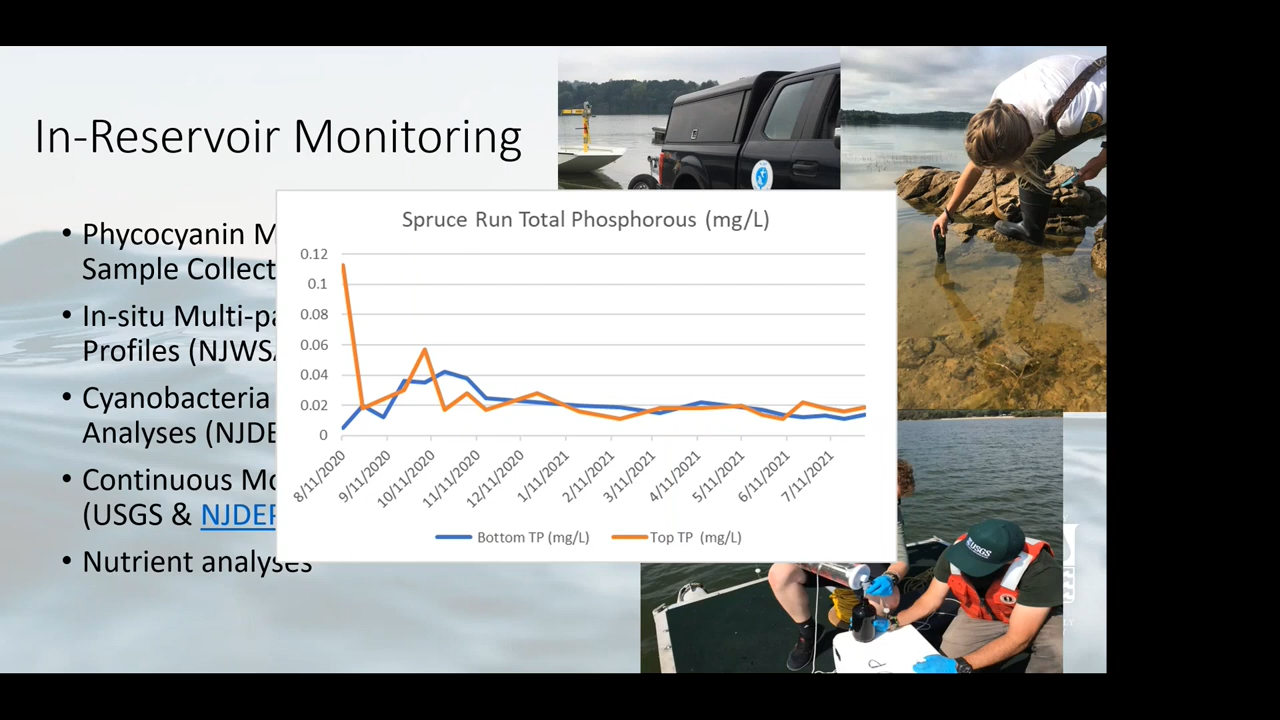 In-Reservoir Monitoring
• Phycocyanin M
Sample Collect
• In-situ Multi-pa
Profiles (NJWSA
• Cyanobacteria
Analyses (NJDE
• Continuous Mo
(USGS & NJDEP
• Nutrient analyses
Spruce Run Total Phosphorous (mg/L)
0.12
0.1
0.08
0.06
0.04
0.02
0
8/11/2020
9/11/2020
10/11/2020
11/11/2020
12/11/2020
1/11/2021
2/11/2021
3/11/2021
4/11/2021
5/11/2021
6/11/2021
7/11/2021
Bottom TP (mg/L)
Top TP (mg/L)
USGS